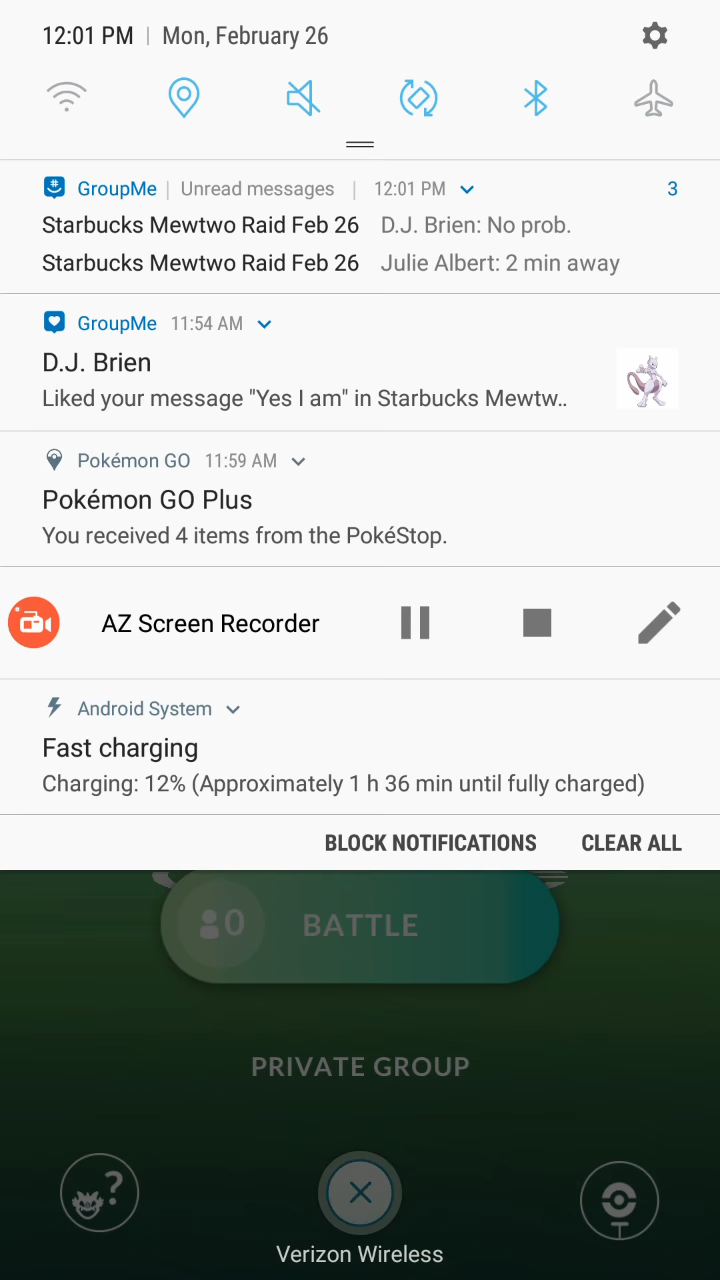 12:01 PM | Mon, February 26
GroupMe | Unread messages | 12:01 PM 3
Starbucks Mewtwo Raid Feb 26 D.J. Brien: No prob.
Starbucks Mewtwo Raid Feb 26 Julie Albert: 2 min away
GroupMe 11:54 AM
D.J. Brien
Liked your message "Yes I am" in Starbucks Mewtw..
Pokémon GO 11:59 AM
Pokémon GO Plus
You received 4 items from the PokéStop.
AZ Screen Recorder
Android System
Fast charging
Charging: 12% (Approximately 1 h 36 min until fully charged)
BLOCK NOTIFICATIONS CLEAR ALL
0 BATTLE
PRIVATE GROUP
?
Verizon Wireless